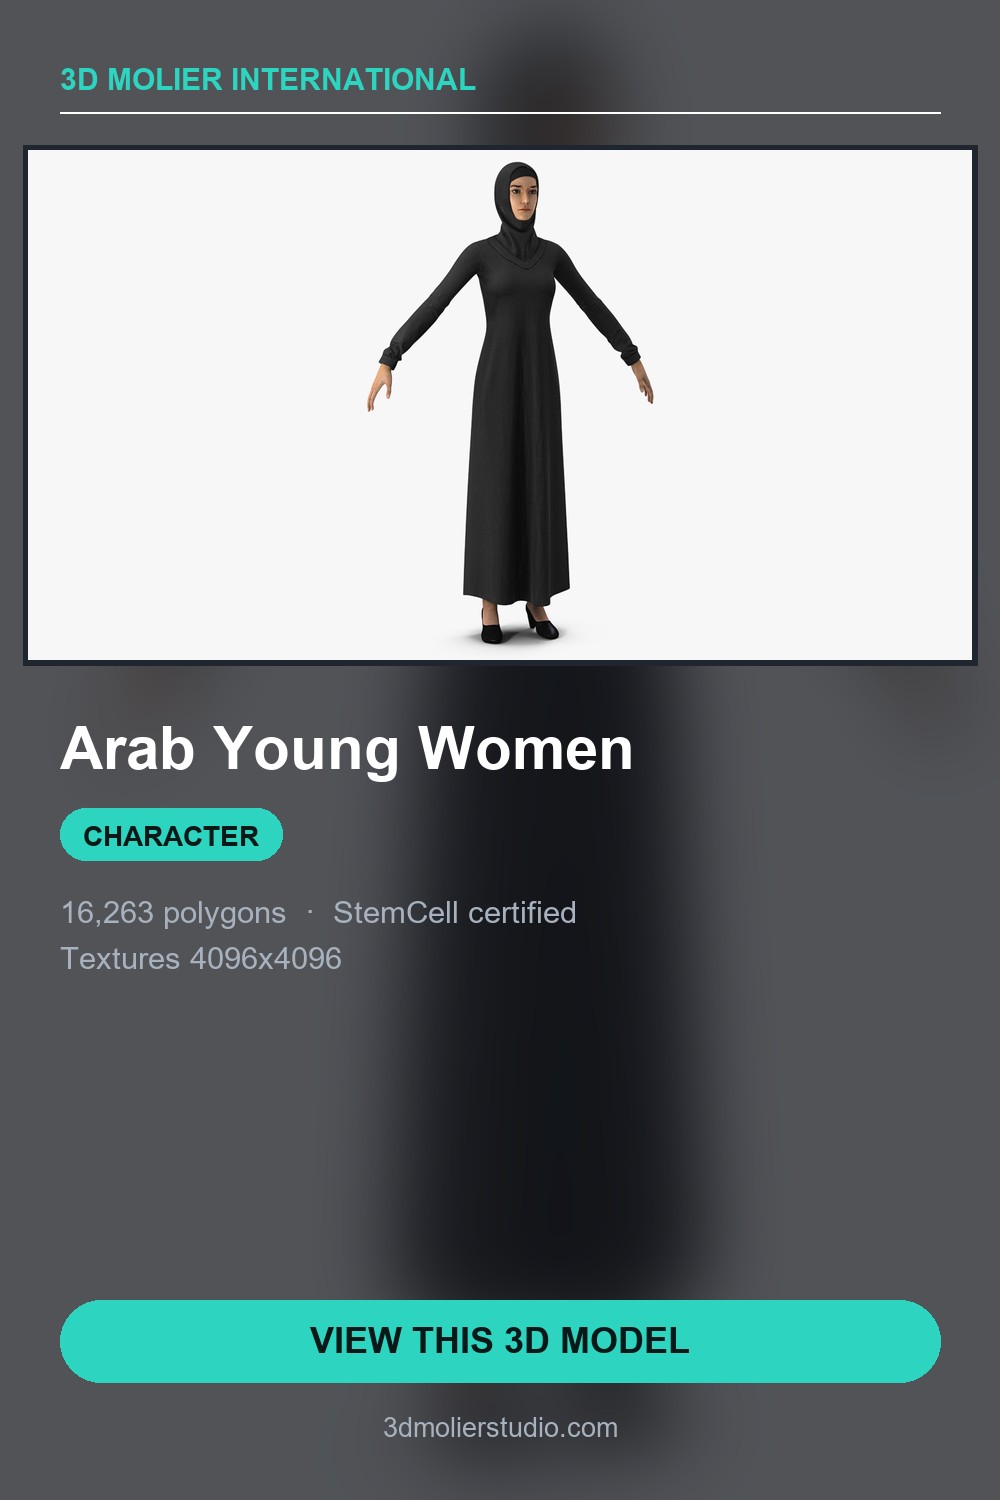 3D MOLIER INTERNATIONAL
Arab Young Women
CHARACTER
16,263 polygons · StemCell certified
Textures 4096x4096
VIEW THIS 3D MODEL
3dmolierstudio.com